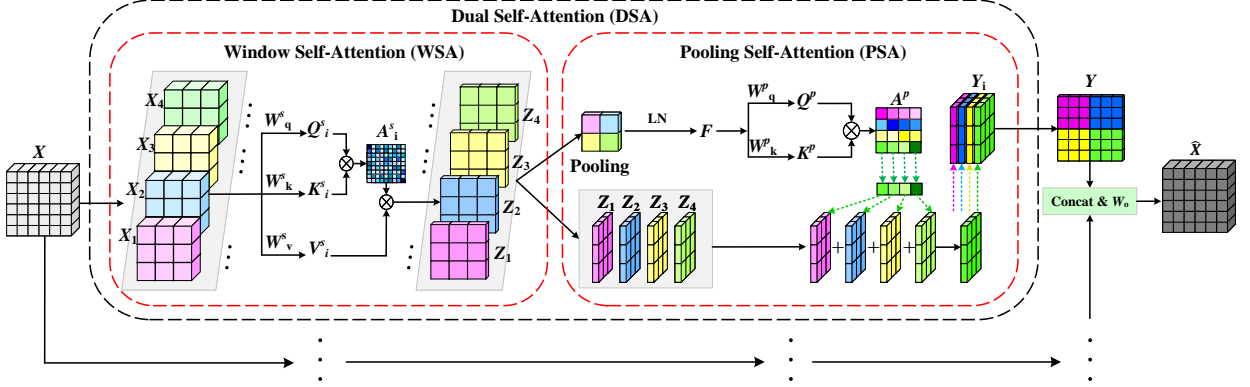 Dual Self-Attention (DSA)
Window Self-Attention (WSA)
Pooling Self-Attention (PSA)
X
X4
X3
X2
X1
W^s_q
Q^s_i
W^s_k
K^s_i
W^s_v
V^s_i
A^s_i
Z4
Z3
Z2
Z1
Pooling
LN
F
W^p_q
Q^p
W^p_k
K^p
A^p
Z1 Z2 Z3 Z4
+ + +
Y_i
Y
Concat & W_o
X̂